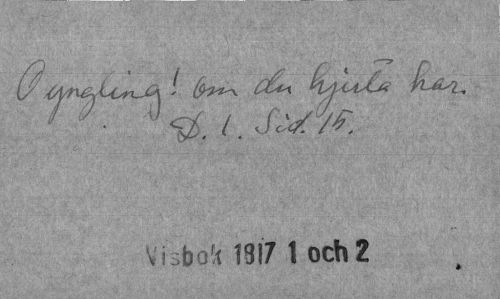 O yngling! om du hjerta har.
D. 1. Sid. 15.
Visbok 1817 1 och 2